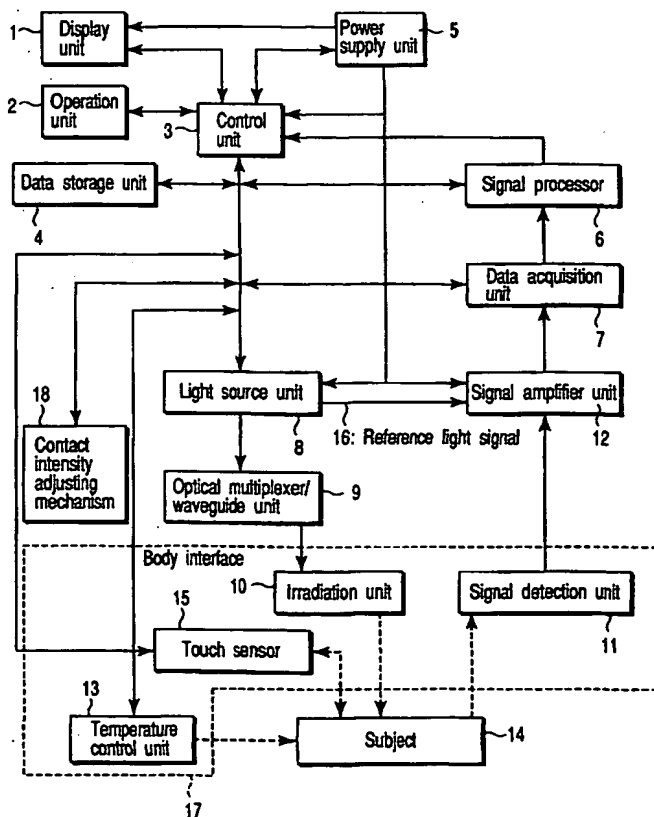 1
Display
unit
Power
supply unit
5
2
Operation
unit
3
Control
unit
Data storage unit
4
Signal processor
6
Data acquisition
unit
7
Light source unit
8
Signal amplifier unit
12
16: Reference light signal
18
Contact
intensity
adjusting
mechanism
Optical multiplexer/
waveguide unit
9
Body interface
10
Irradiation unit
Signal detection unit
11
15
Touch sensor
13
Temperature
control unit
Subject
14
17